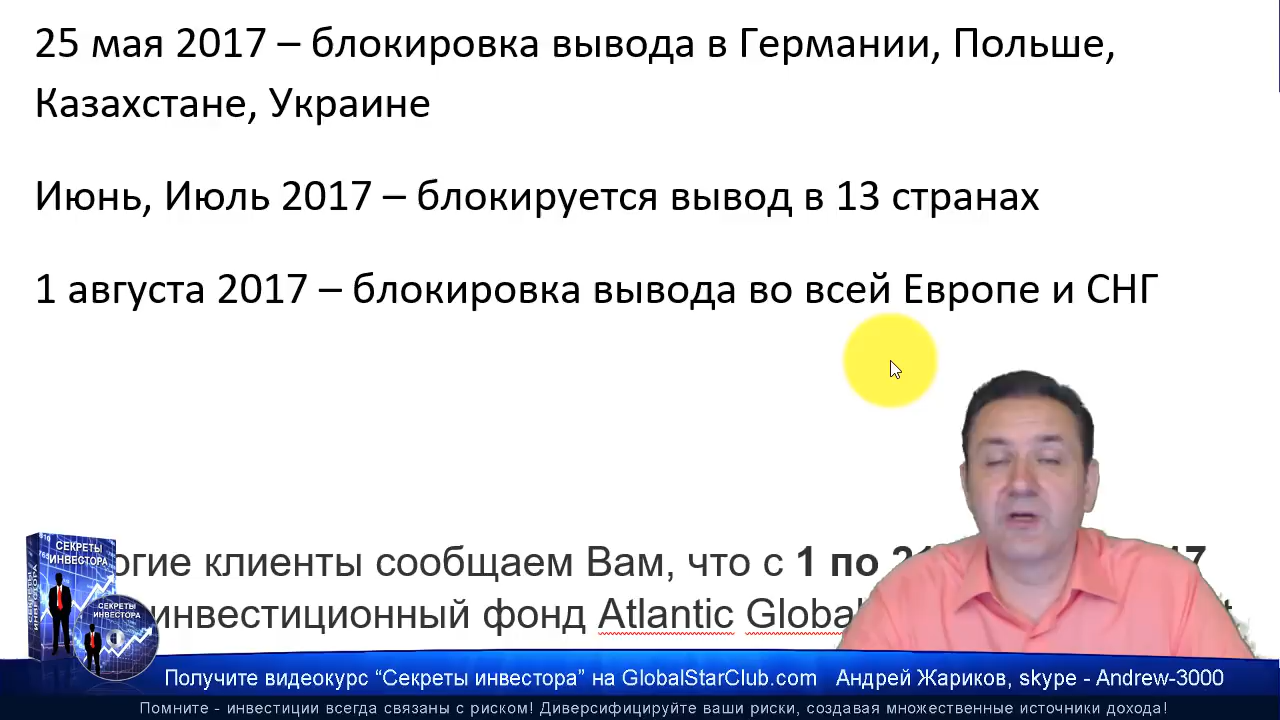 25 мая 2017 – блокировка вывода в Германии, Польше,
Казахстане, Украине
Июнь, Июль 2017 – блокируется вывод в 13 странах
1 августа 2017 – блокировка вывода во всей Европе и СНГ
огие клиенты сообщаем Вам, что с 1 по
инвестиционный фонд Atlantic Global
СЕКРЕТЫ
ИНВЕСТОРА
СЕКРЕТЫ
ИНВЕСТОРА
Получите видеокурс “Секреты инвестора” на GlobalStarClub.com Андрей Жариков, skype - Andrew-3000
Помните - инвестиции всегда связаны с риском! Диверсифицируйте ваши риски, создавая множественные источники дохода!